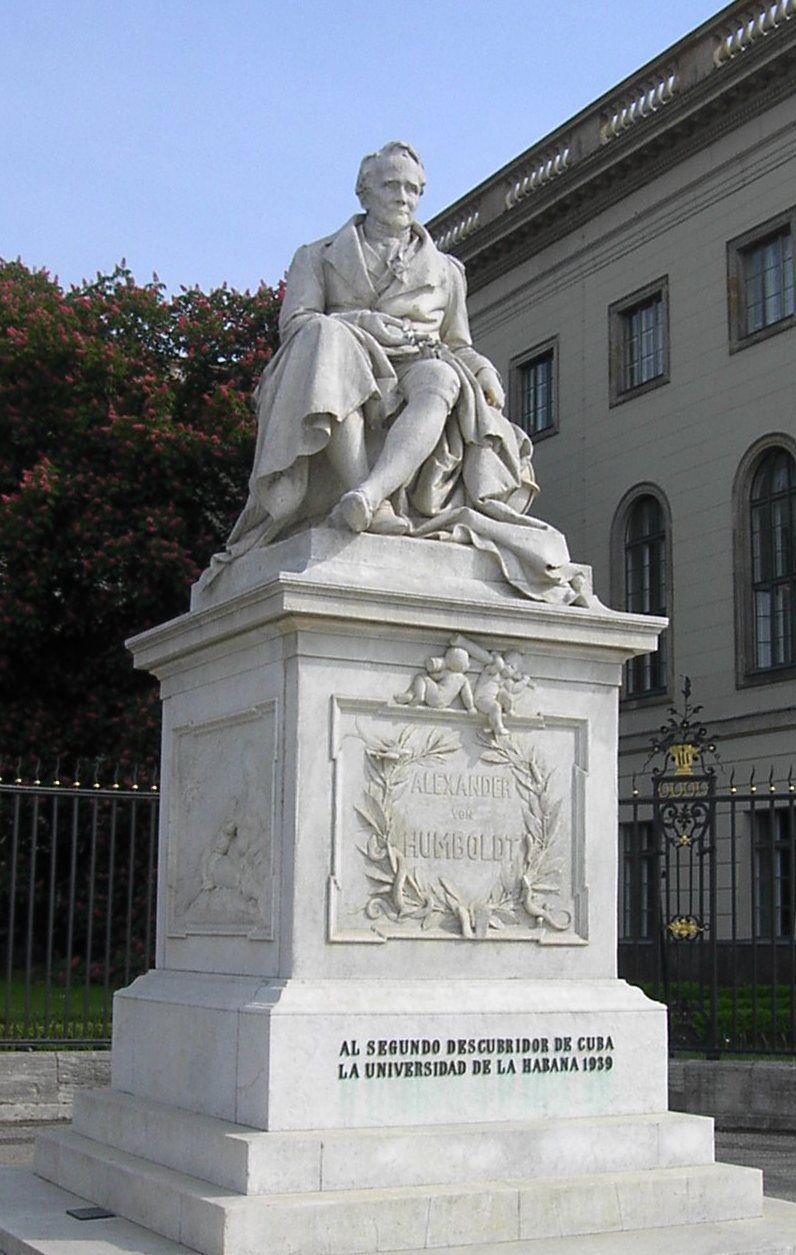 ALEXANDER
VON
HUMBOLDT
AL SEGUNDO DESCUBRIDOR DE CUBA
LA UNIVERSIDAD DE LA HABANA 1939